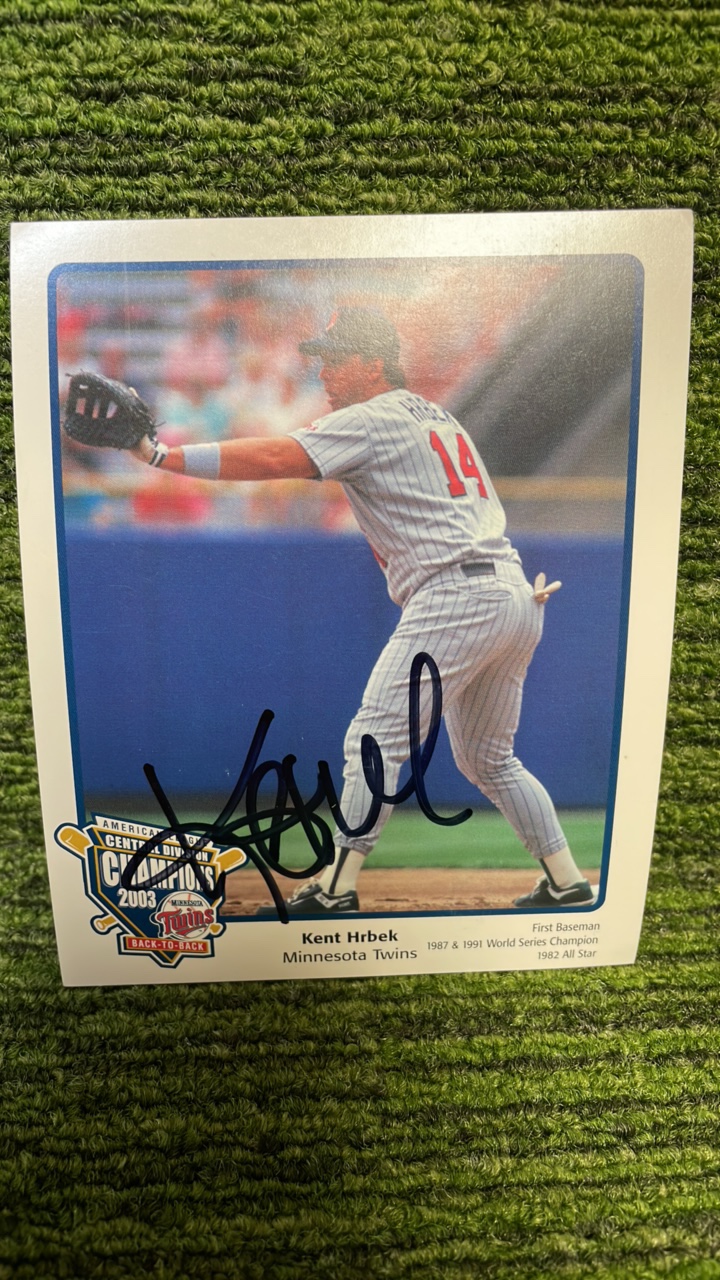 HRBEK
14
AMERICAN LEAGUE
CENTRAL DIVISION
CHAMPIONS
2003
MINNESOTA
Twins
BACK-TO-BACK
Kent Hrbek
Minnesota Twins
First Baseman
1987 & 1991 World Series Champion
1982 All Star